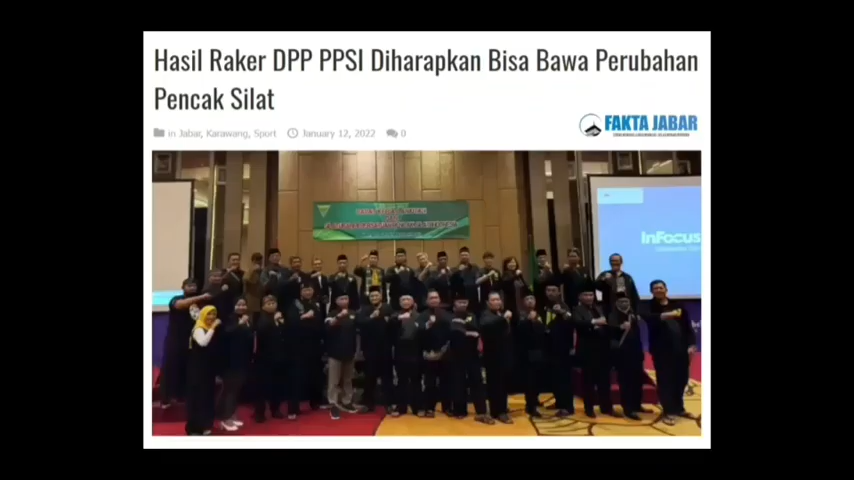 Hasil Raker DPP PPSI Diharapkan Bisa Bawa Perubahan
Pencak Silat
in Jabar, Karawang, Sport January 12, 2022 0
FAKTA JABAR
InFocus